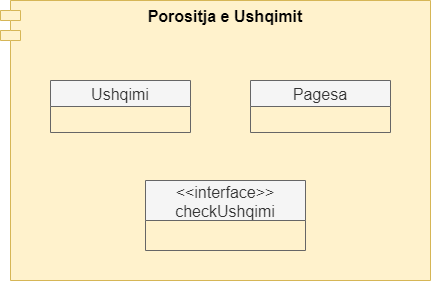 Porositja e Ushqimit
Ushqimi
Pagesa
<<interface>>
checkUshqimi